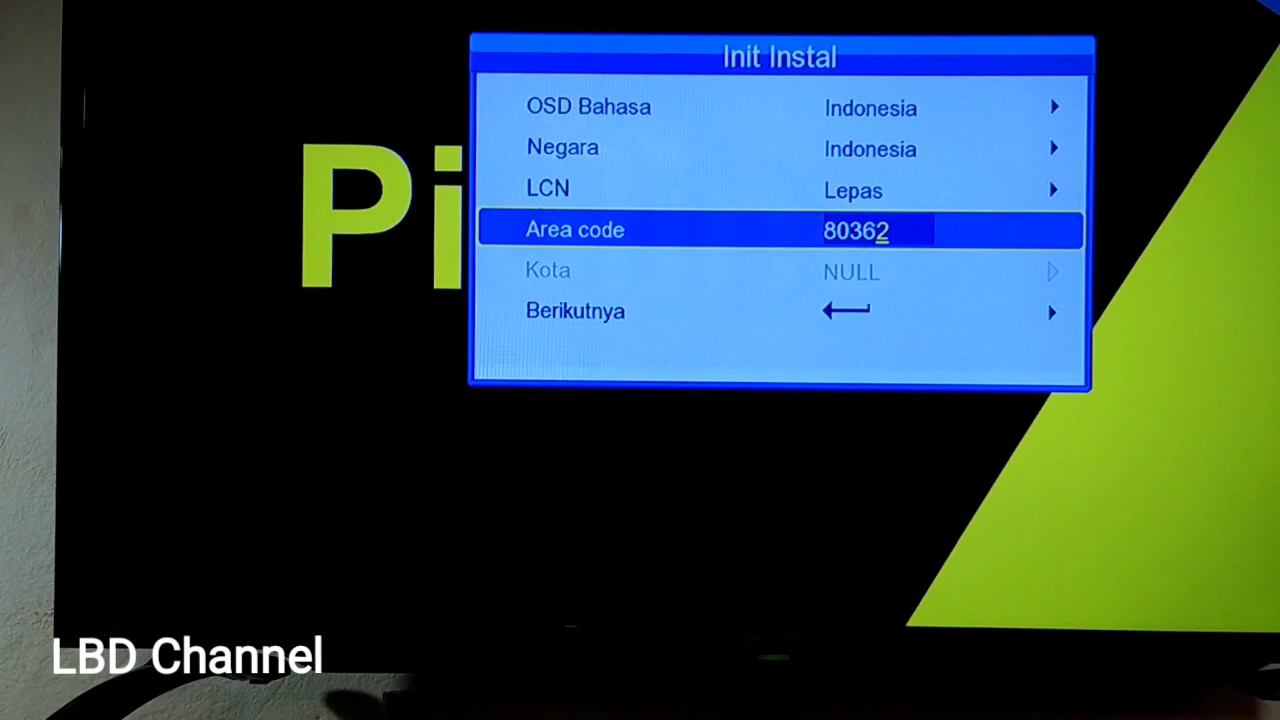 Init Instal
OSD Bahasa Indonesia
Negara Indonesia
LCN Lepas
Area code 80362
Kota NULL
Berikutnya
Pi
LBD Channel